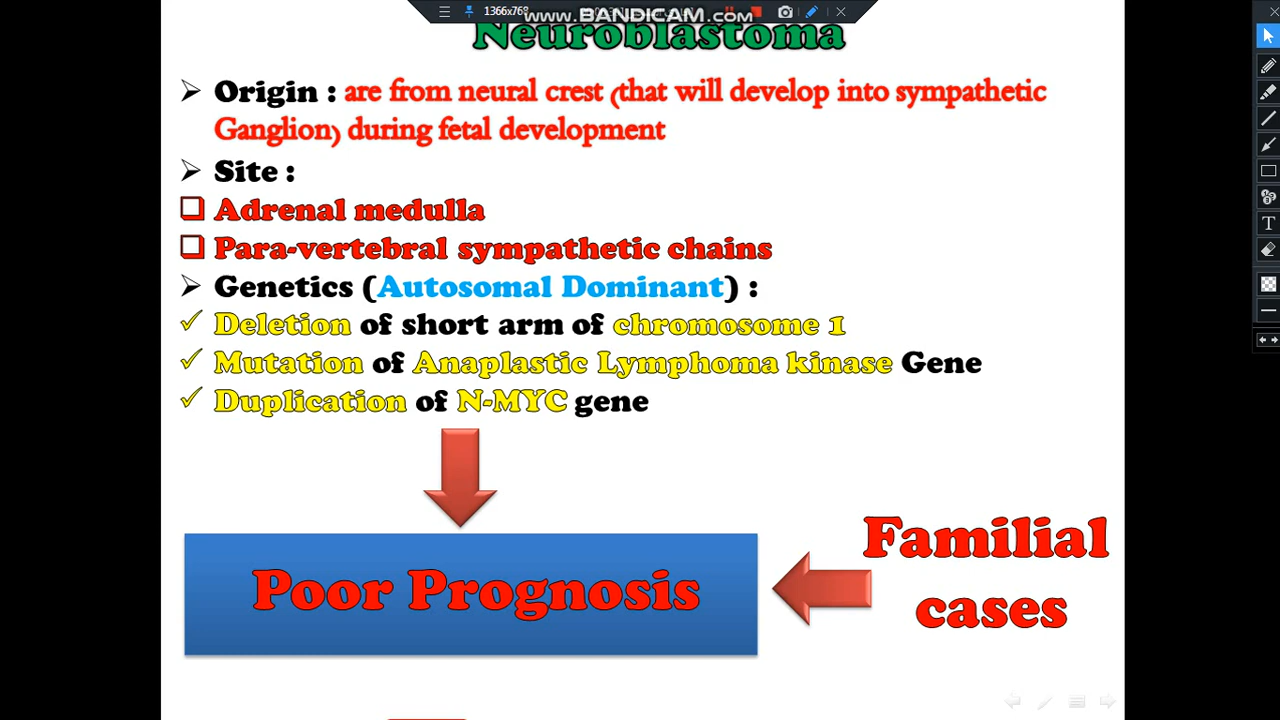 1366x768
www.BANDICAM.com
Neuroblastoma
Origin : are from neural crest (that will develop into sympathetic
Ganglion) during fetal development
Site :
Adrenal medulla
Para-vertebral sympathetic chains
Genetics (Autosomal Dominant) :
Deletion of short arm of chromosome 1
Mutation of Anaplastic Lymphoma kinase Gene
Duplication of N-MYC gene
Familial
cases
Poor Prognosis